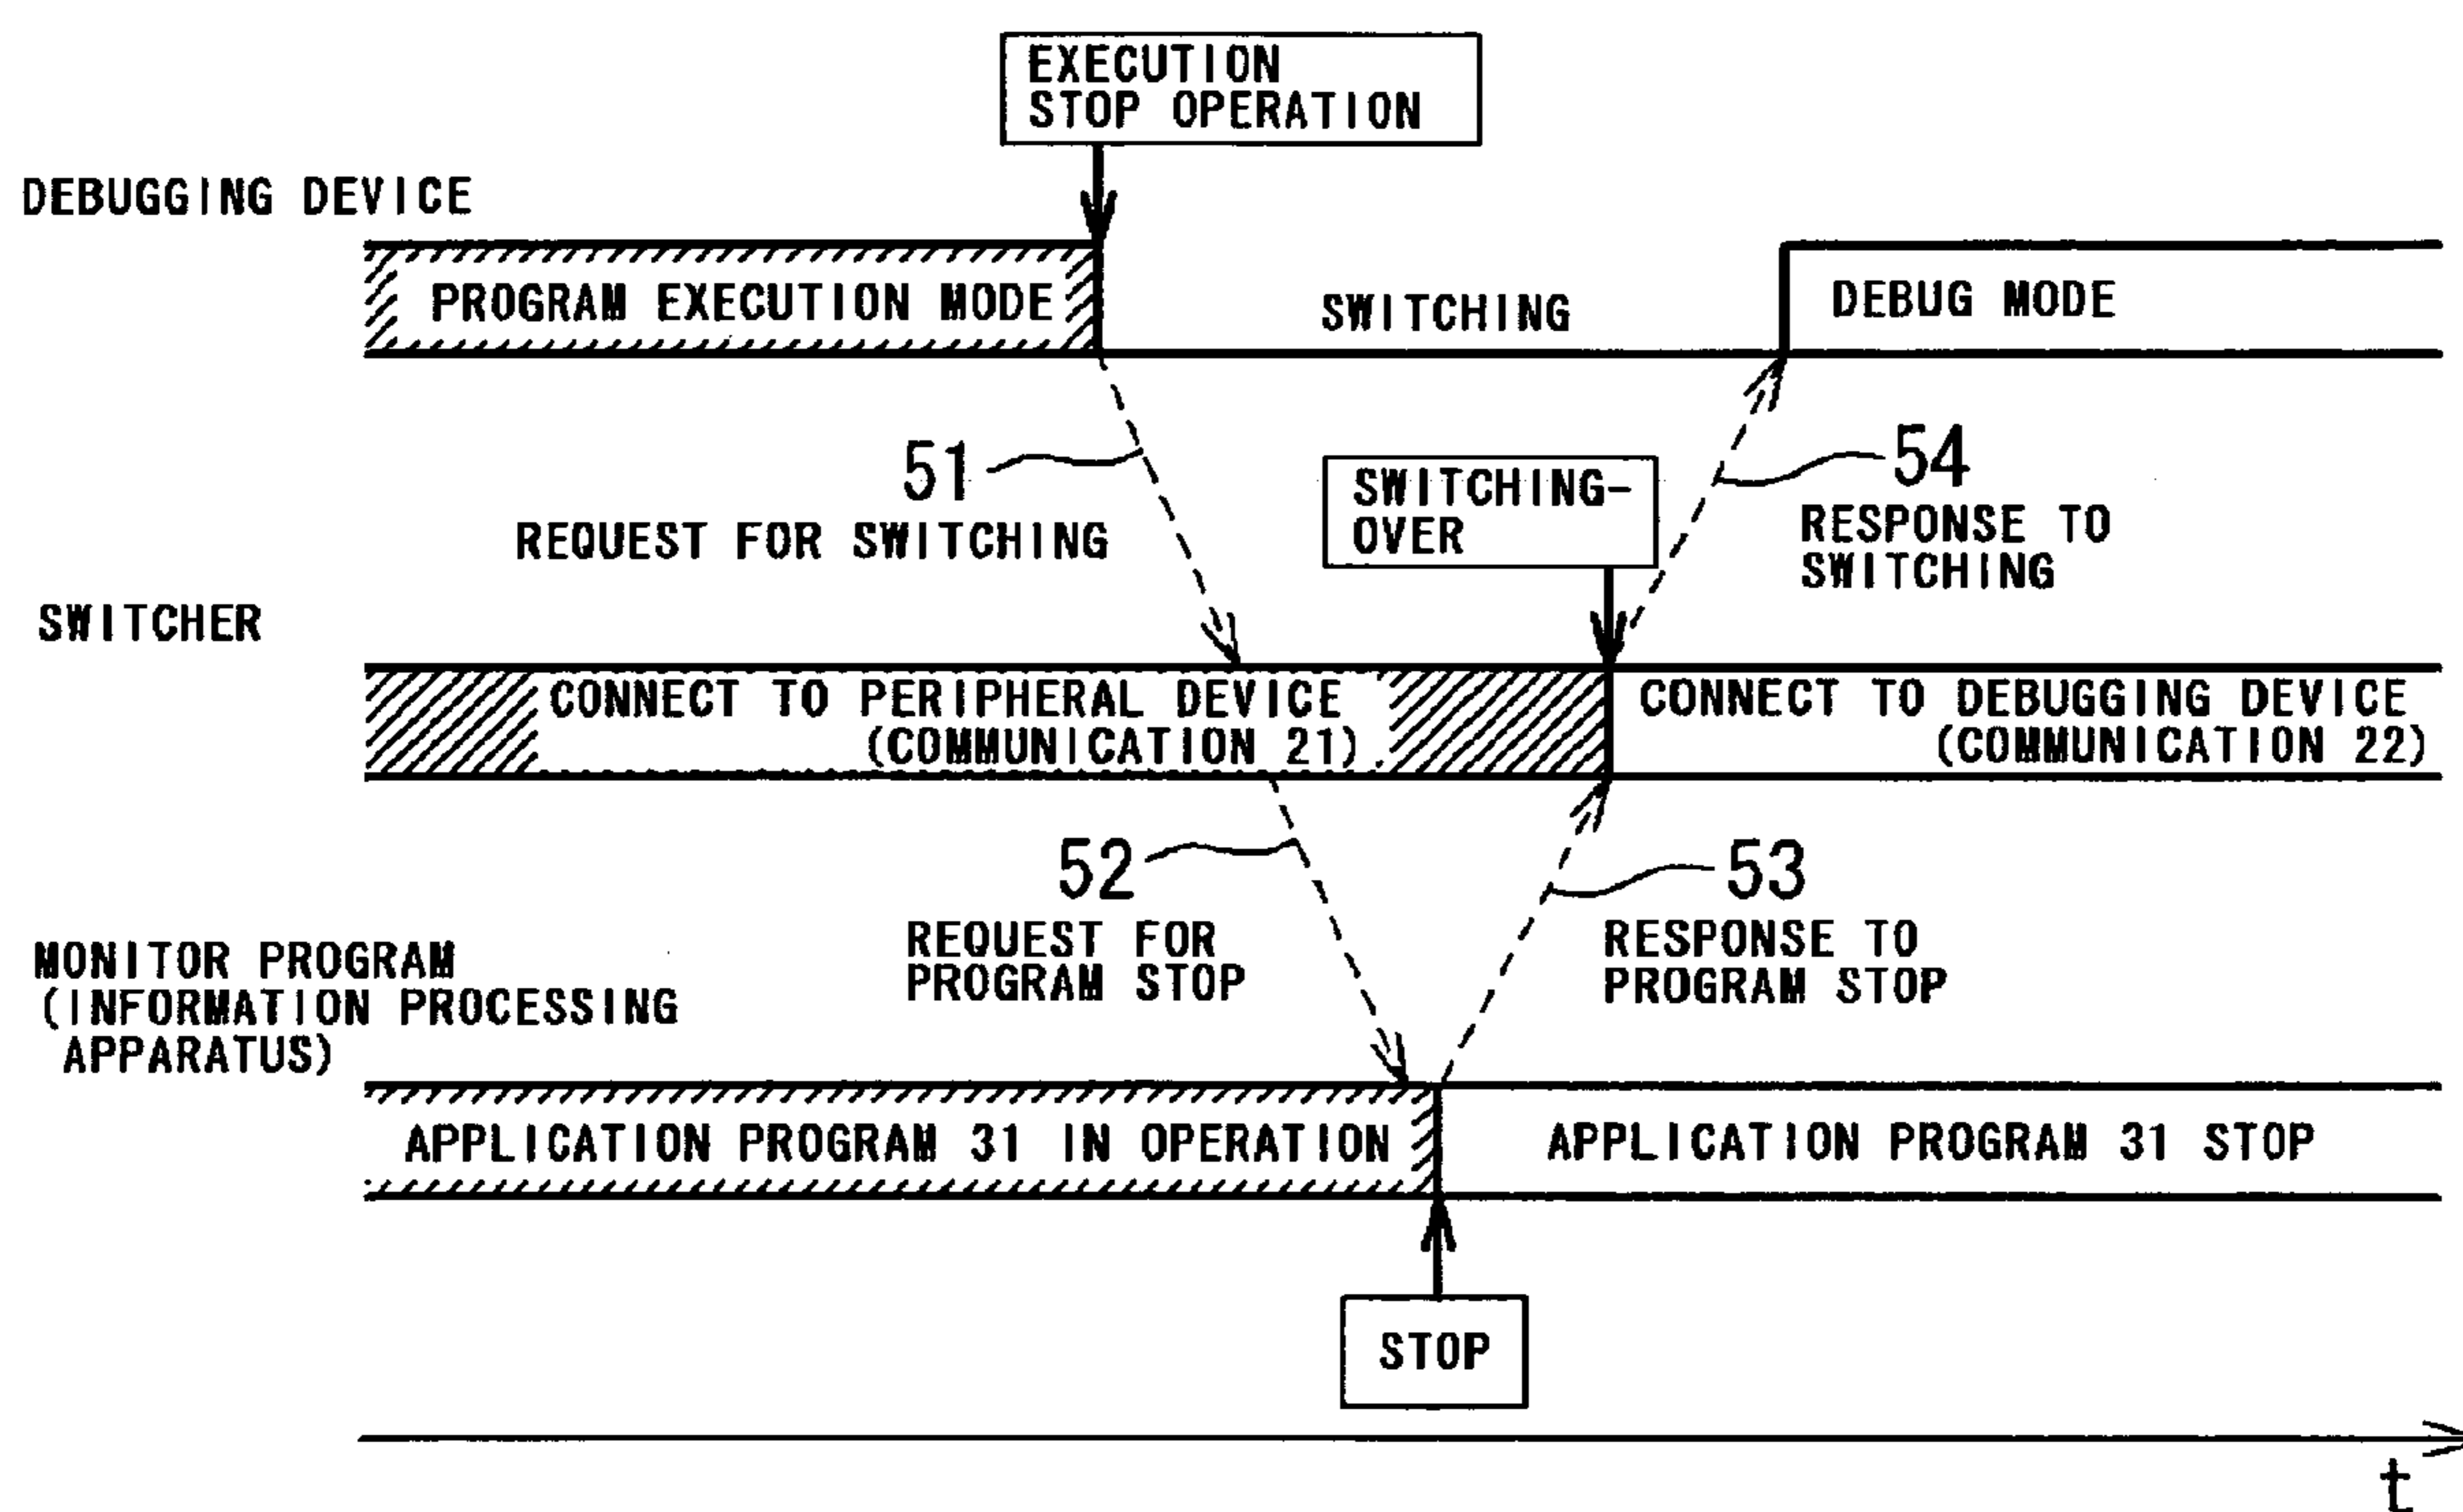 EXECUTION
STOP OPERATION
DEBUGGING DEVICE
PROGRAM EXECUTION MODE
SWITCHING
DEBUG MODE
51
REQUEST FOR SWITCHING
SWITCHING-
OVER
54
RESPONSE TO
SWITCHING
SWITCHER
CONNECT TO PERIPHERAL DEVICE
(COMMUNICATION 21)
CONNECT TO DEBUGGING DEVICE
(COMMUNICATION 22)
52
REQUEST FOR
PROGRAM STOP
53
RESPONSE TO
PROGRAM STOP
MONITOR PROGRAM
(INFORMATION PROCESSING
APPARATUS)
APPLICATION PROGRAM 31 IN OPERATION
APPLICATION PROGRAM 31 STOP
STOP
t